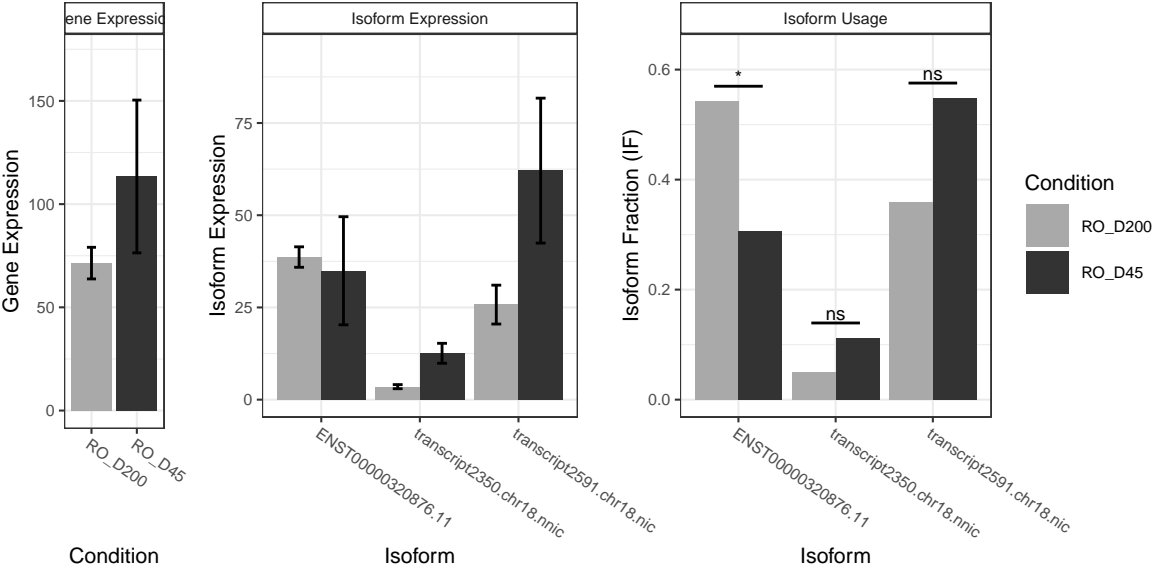 ene Expressio
Isoform Expression
Isoform Usage
Gene Expression
150
100
50
0
RO_D200
RO_D45
Condition
Isoform Expression
75
50
25
0
ENST00000320876.11
transcript2350.chr18.nnic
transcript2591.chr18.nic
Isoform
Isoform Fraction (IF)
0.6
0.4
0.2
0.0
*
ns
ns
ENST00000320876.11
transcript2350.chr18.nnic
transcript2591.chr18.nic
Isoform
Condition
RO_D200
RO_D45